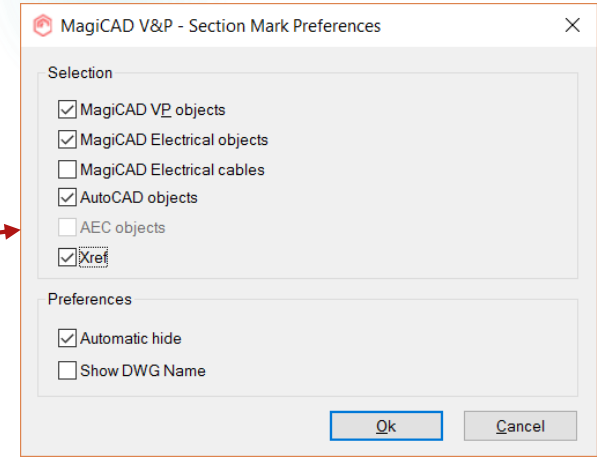 MagiCAD V&P - Section Mark Preferences
Selection
MagiCAD VP objects
MagiCAD Electrical objects
MagiCAD Electrical cables
AutoCAD objects
AEC objects
Xref
Preferences
Automatic hide
Show DWG Name
Ok Cancel